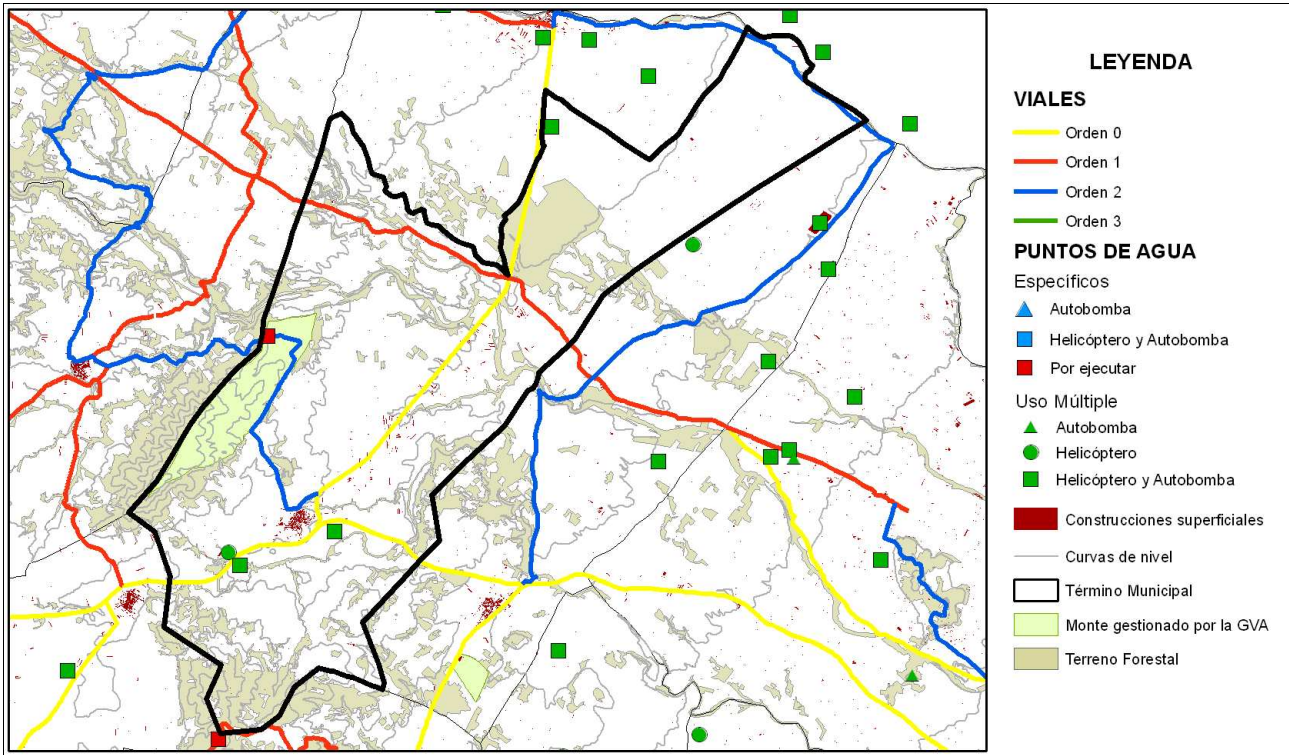 LEYENDA
VIALES
Orden 0
Orden 1
Orden 2
Orden 3
PUNTOS DE AGUA
Específicos
Autobomba
Helicóptero y Autobomba
Por ejecutar
Uso Múltiple
Autobomba
Helicóptero
Helicóptero y Autobomba
Construcciones superficiales
Curvas de nivel
Término Municipal
Monte gestionado por la GVA
Terreno Forestal